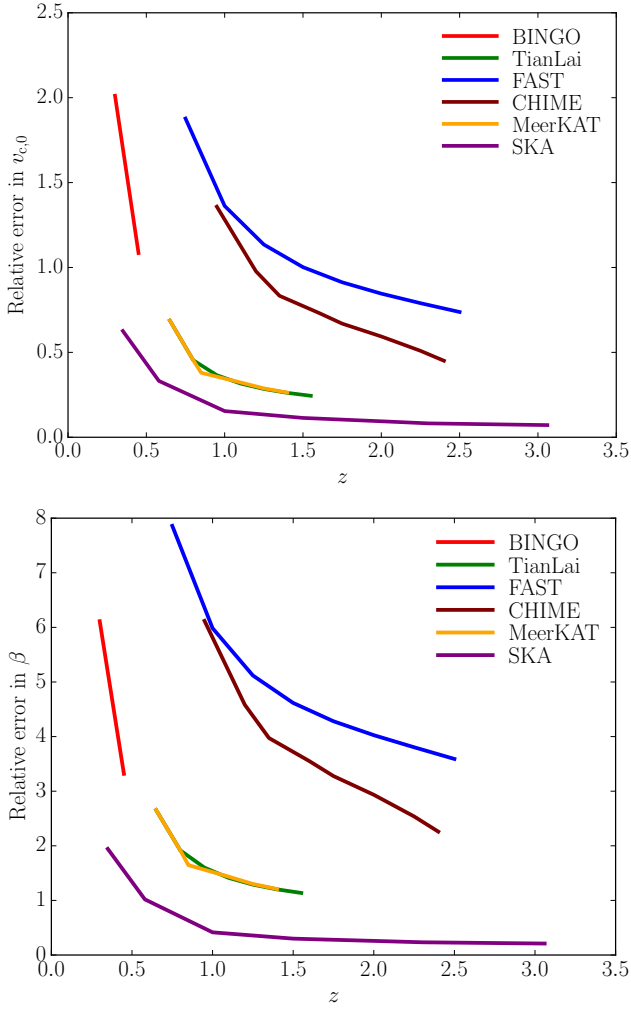 2.5
2.0
1.5
1.0
0.5
0.0
Relative error in v_{c,0}
BINGO
TianLai
FAST
CHIME
MeerKAT
SKA
0.0 0.5 1.0 1.5 2.0 2.5 3.0 3.5
z
8
7
6
5
4
3
2
1
0
Relative error in β
BINGO
TianLai
FAST
CHIME
MeerKAT
SKA
0.0 0.5 1.0 1.5 2.0 2.5 3.0 3.5
z